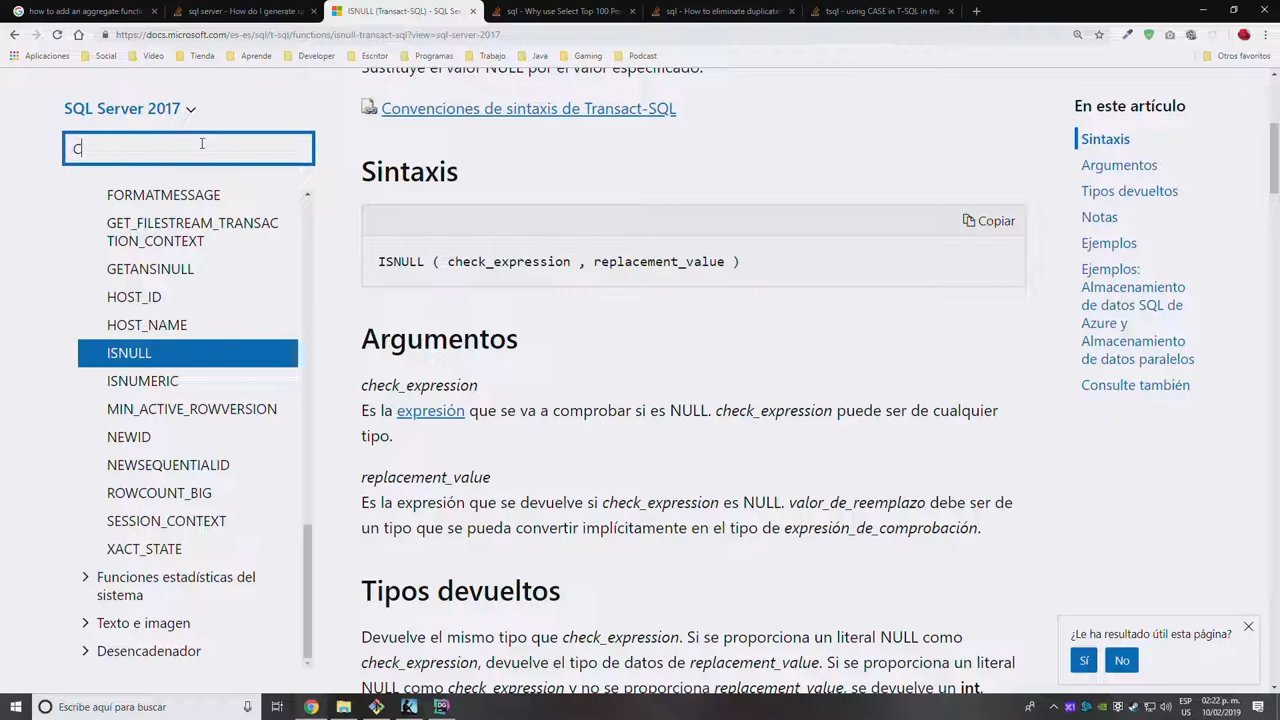 how to add an aggregate function
sql server - How do I generate ra
ISNULL (Transact-SQL) - SQL Ser
sql - Why use Select Top 100 Per
sql - How to eliminate duplicate
tsql - using CASE in T-SQL in the
https://docs.microsoft.com/es-es/sql/t-sql/functions/isnull-transact-sql?view=sql-server-2017
Aplicaciones
Social
Video
Tienda
Aprende
Developer
Escritor
Programas
Trabajo
Java
Gaming
Podcast
Otros favoritos
SQL Server 2017
C
FORMATMESSAGE
GET_FILESTREAM_TRANSAC
TION_CONTEXT
GETANSINULL
HOST_ID
HOST_NAME
ISNULL
ISNUMERIC
MIN_ACTIVE_ROWVERSION
NEWID
NEWSEQUENTIALID
ROWCOUNT_BIG
SESSION_CONTEXT
XACT_STATE
Funciones estadísticas del
sistema
Texto e imagen
Desencadenador
Sustituye el valor NULL por el valor especificado.
Convenciones de sintaxis de Transact-SQL
Sintaxis
Copiar
ISNULL ( check_expression , replacement_value )
Argumentos
check_expression
Es la expresión que se va a comprobar si es NULL. check_expression puede ser de cualquier
tipo.
replacement_value
Es la expresión que se devuelve si check_expression es NULL. valor_de_reemplazo debe ser de
un tipo que se pueda convertir implícitamente en el tipo de expresión_de_comprobación.
Tipos devueltos
Devuelve el mismo tipo que check_expression. Si se proporciona un literal NULL como
check_expression, devuelve el tipo de datos de replacement_value. Si se proporciona un literal
NULL como check_expression y no se proporciona replacement_value, se devuelve un int.
En este artículo
Sintaxis
Argumentos
Tipos devueltos
Notas
Ejemplos
Ejemplos:
Almacenamiento
de datos SQL de
Azure y
Almacenamiento
de datos paralelos
Consulte también
¿Le ha resultado útil esta página?
Sí
No
Escribe aquí para buscar
ESP
US
02:22 p. m.
10/02/2019